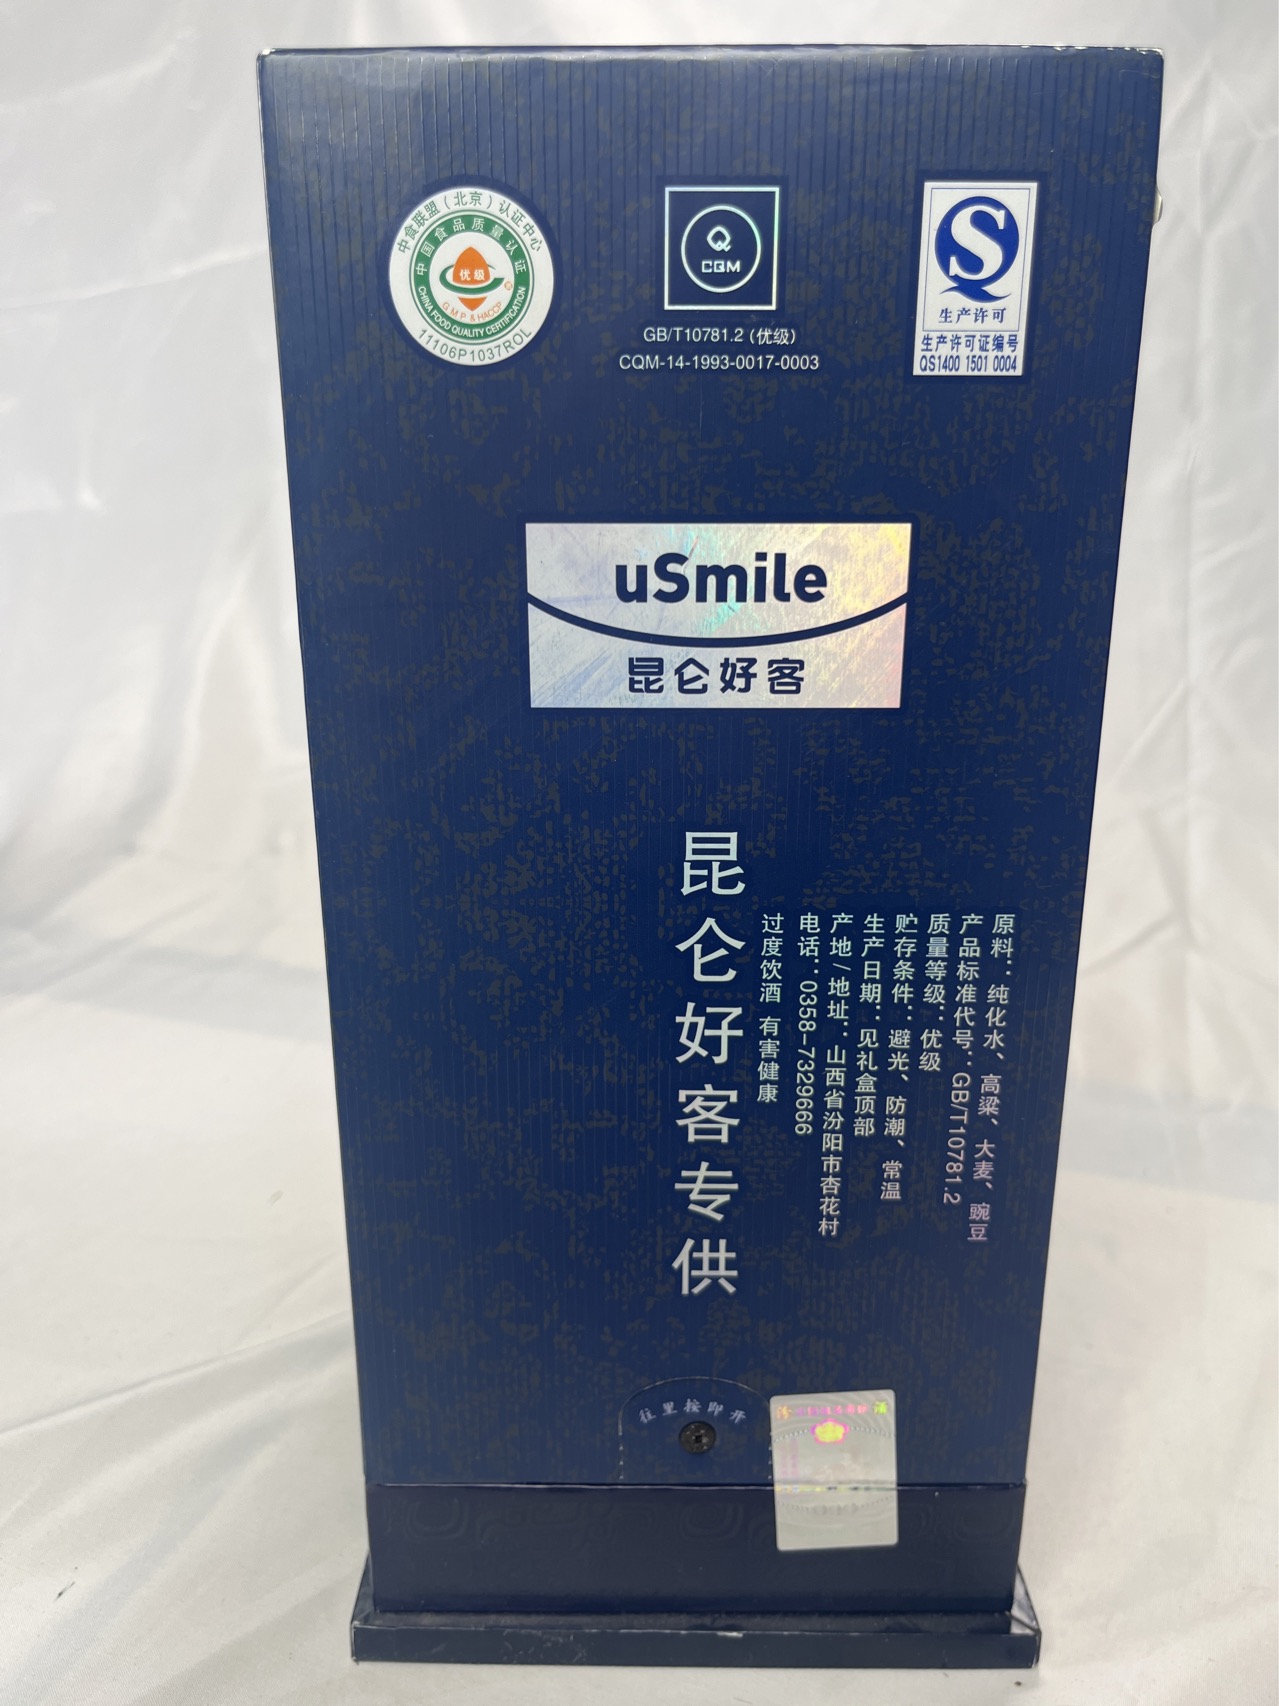 中食联盟（北京）认证中心
中国食品质量认证
优级
GMP & HACCP
CHINA FOOD QUALITY CERTIFICATION
11106P1037ROL
Q
CQM
GB/T10781.2 (优级)
CQM-14-1993-0017-0003
S
生产许可
生产许可证编号
QS1400 1501 0004
uSmile
昆仑好客
原料：纯化水、高粱、大麦、豌豆
产品标准代号：GB/T10781.2
质量等级：优级
贮存条件：避光、防潮、常温
生产日期：见礼盒顶部
产地/地址：山西省汾阳市杏花村
电话：0358-7329666
过度饮酒 有害健康
昆仑好客专供
往里按即开